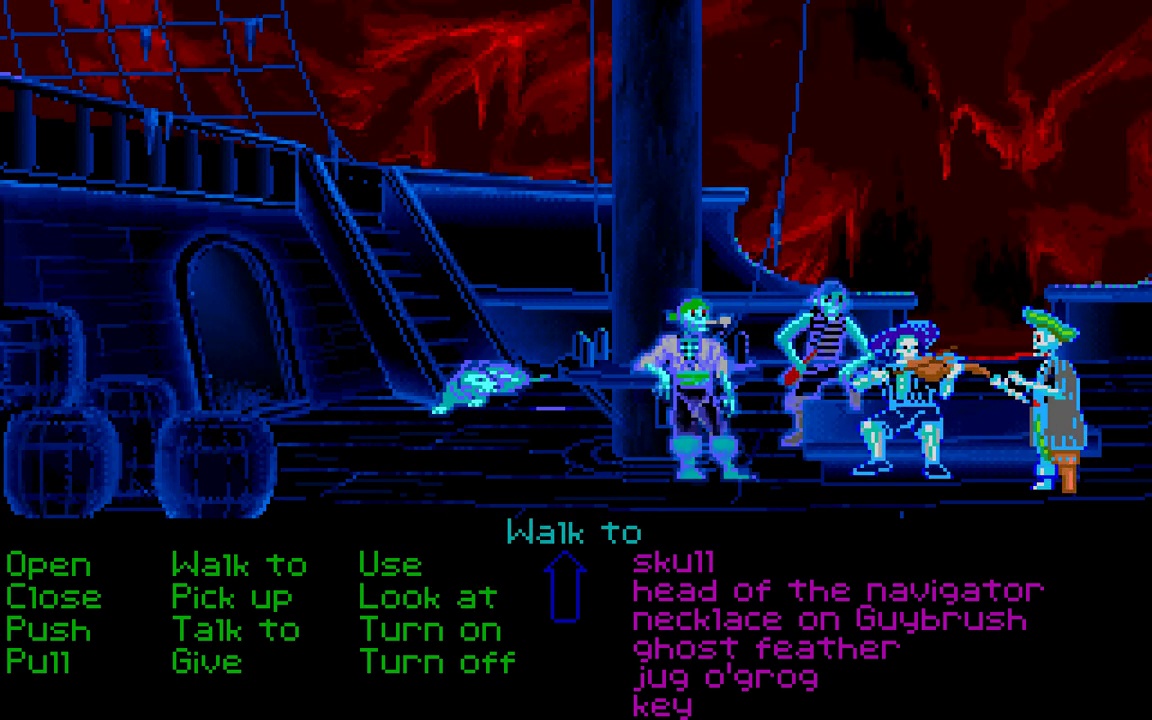 Walk to
Open Walk to Use
Close Pick up Look at
Push Talk to Turn on
Pull Give Turn off
skull
head of the navigator
necklace on Guybrush
ghost feather
jug o'grog
key